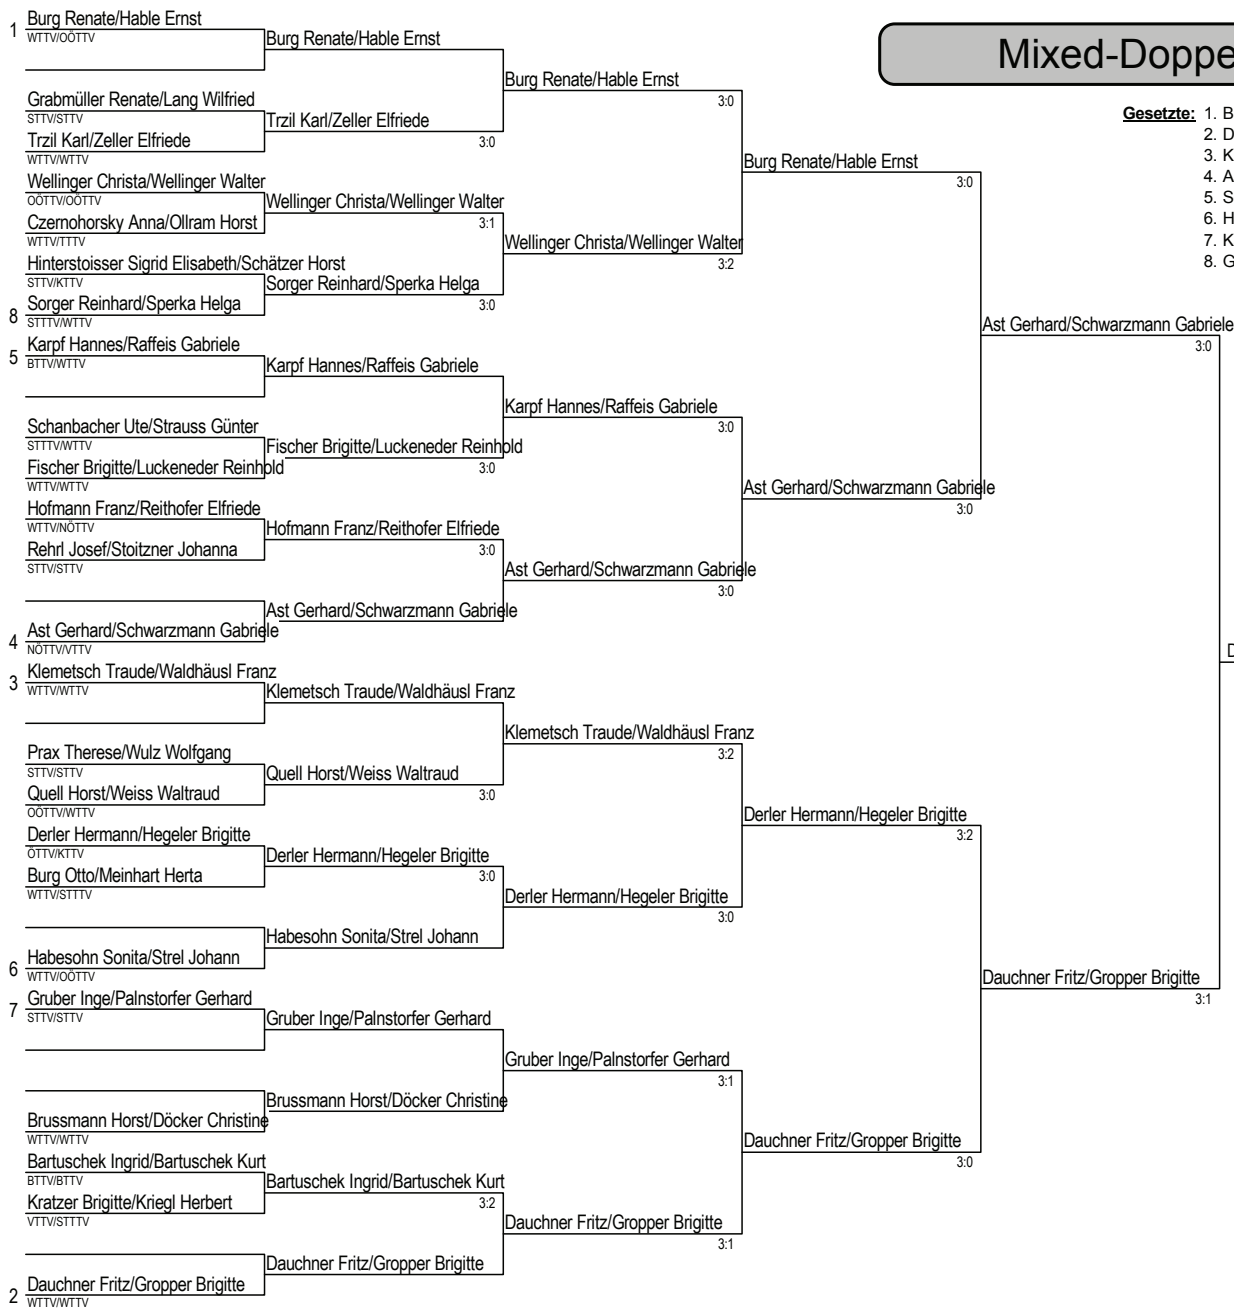 Mixed-Doppe
Gesetzte: 1. B
2. D
3. K
4. A
5. S
6. H
7. K
8. G
1 Burg Renate/Hable Ernst
WTTV/OÖTTV
Grabmüller Renate/Lang Wilfried
STTV/STTV
Trzil Karl/Zeller Elfriede
WTTV/WTTV
Wellinger Christa/Wellinger Walter
OÖTTV/OÖTTV
Czernohorsky Anna/Ollram Horst
WTTV/TTTV
Hinterstoisser Sigrid Elisabeth/Schätzer Horst
STTV/KTTV
8 Sorger Reinhard/Sperka Helga
STTTV/WTTV
5 Karpf Hannes/Raffeis Gabriele
BTTV/WTTV
Schanbacher Ute/Strauss Günter
STTTV/WTTV
Fischer Brigitte/Luckeneder Reinhold
WTTV/WTTV
Hofmann Franz/Reithofer Elfriede
WTTV/NÖTTV
Rehrl Josef/Stoitzner Johanna
STTV/STTV
4 Ast Gerhard/Schwarzmann Gabriele
NÖTTV/VTTV
3 Klemetsch Traude/Waldhäusl Franz
WTTV/WTTV
Prax Therese/Wulz Wolfgang
STTV/STTV
Quell Horst/Weiss Waltraud
OÖTTV/WTTV
Derler Hermann/Hegeler Brigitte
ÖTTV/KTTV
Burg Otto/Meinhart Herta
WTTV/STTTV
6 Habesohn Sonita/Strel Johann
WTTV/OÖTTV
7 Gruber Inge/Palnstorfer Gerhard
STTV/STTV
Brussmann Horst/Döcker Christine
WTTV/WTTV
Bartuschek Ingrid/Bartuschek Kurt
BTTV/BTTV
Kratzer Brigitte/Kriegl Herbert
VTTV/STTTV
2 Dauchner Fritz/Gropper Brigitte
WTTV/WTTV
Burg Renate/Hable Ernst
Trzil Karl/Zeller Elfriede
3:0
Wellinger Christa/Wellinger Walter
3:1
Sorger Reinhard/Sperka Helga
3:0
Karpf Hannes/Raffeis Gabriele
Fischer Brigitte/Luckeneder Reinhold
3:0
Hofmann Franz/Reithofer Elfriede
3:0
Ast Gerhard/Schwarzmann Gabriele
Klemetsch Traude/Waldhäusl Franz
Quell Horst/Weiss Waltraud
3:0
Derler Hermann/Hegeler Brigitte
3:0
Habesohn Sonita/Strel Johann
Gruber Inge/Palnstorfer Gerhard
Brussmann Horst/Döcker Christine
Bartuschek Ingrid/Bartuschek Kurt
3:2
Dauchner Fritz/Gropper Brigitte
Burg Renate/Hable Ernst
3:0
Wellinger Christa/Wellinger Walter
3:2
Karpf Hannes/Raffeis Gabriele
3:0
Ast Gerhard/Schwarzmann Gabriele
3:0
Klemetsch Traude/Waldhäusl Franz
3:2
Derler Hermann/Hegeler Brigitte
3:0
Gruber Inge/Palnstorfer Gerhard
3:1
Dauchner Fritz/Gropper Brigitte
3:1
Burg Renate/Hable Ernst
3:0
Ast Gerhard/Schwarzmann Gabriele
3:0
Derler Hermann/Hegeler Brigitte
3:2
Dauchner Fritz/Gropper Brigitte
3:0
Ast Gerhard/Schwarzmann Gabriele
3:0
Dauchner Fritz/Gropper Brigitte
3:1
D